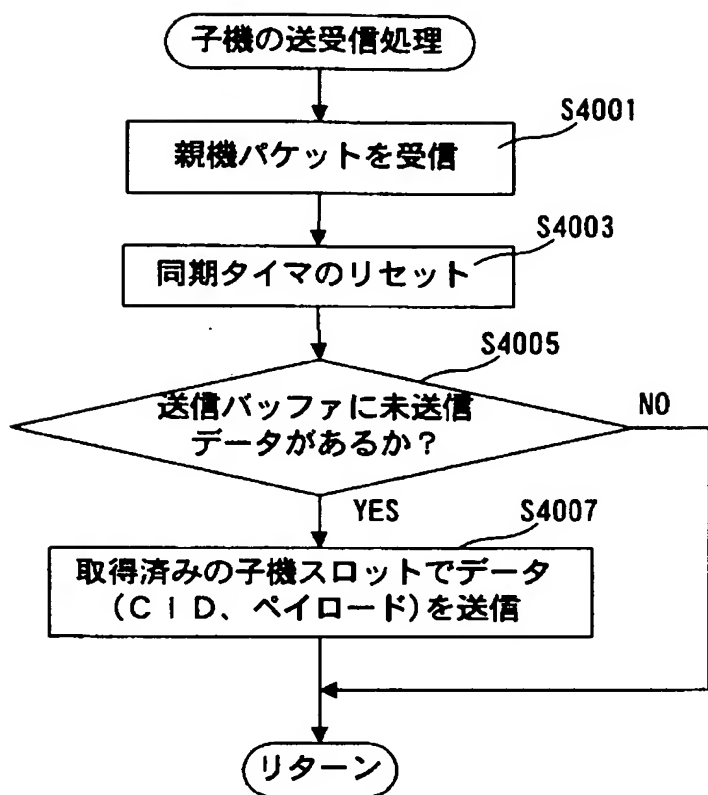 子機の送受信処理
S4001
親機パケットを受信
S4003
同期タイマのリセット
S4005
送信バッファに未送信
データがあるか?
NO
YES
S4007
取得済みの子機スロットでデータ
(CID、ペイロード)を送信
リターン